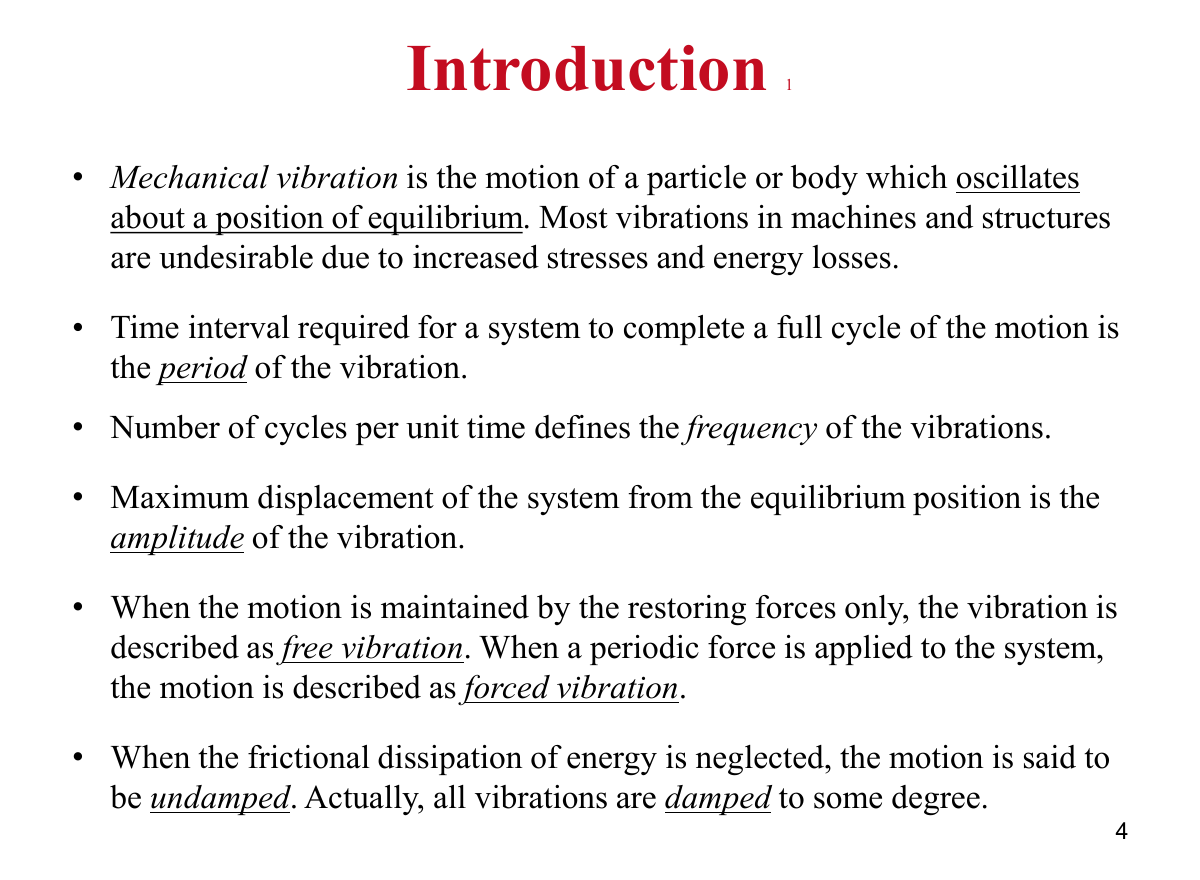 Introduction 1
• Mechanical vibration is the motion of a particle or body which oscillates
about a position of equilibrium. Most vibrations in machines and structures
are undesirable due to increased stresses and energy losses.
• Time interval required for a system to complete a full cycle of the motion is
the period of the vibration.
• Number of cycles per unit time defines the frequency of the vibrations.
• Maximum displacement of the system from the equilibrium position is the
amplitude of the vibration.
• When the motion is maintained by the restoring forces only, the vibration is
described as free vibration. When a periodic force is applied to the system,
the motion is described as forced vibration.
• When the frictional dissipation of energy is neglected, the motion is said to
be undamped. Actually, all vibrations are damped to some degree.
4